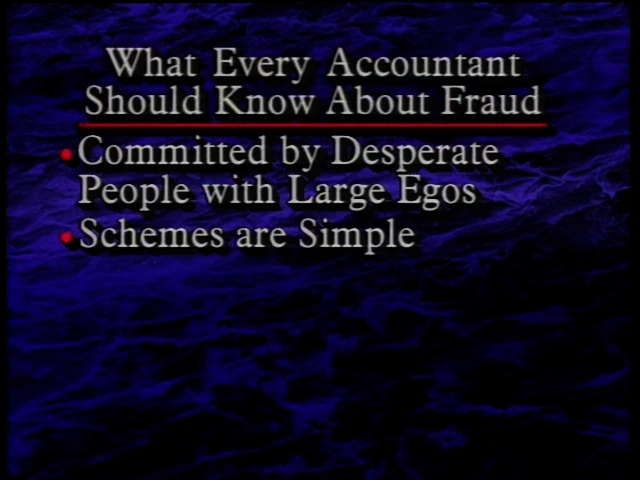 What Every Accountant
Should Know About Fraud
• Committed by Desperate
People with Large Egos
• Schemes are Simple